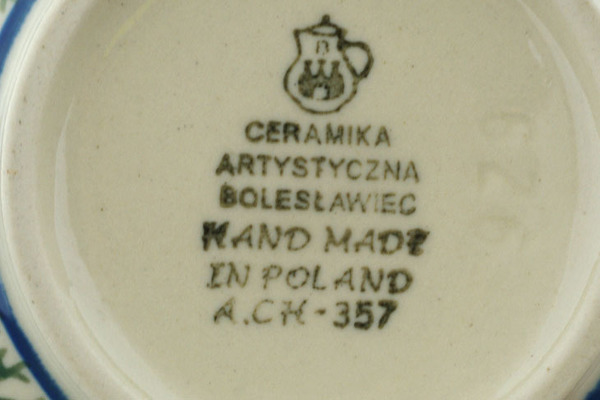 B
CERAMIKA
ARTYSTYCZNA
BOLESŁAWIEC
HAND MADE
IN POLAND
A.CH-357